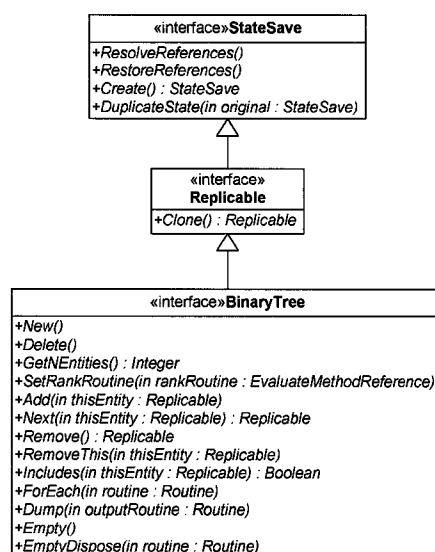 «interface»StateSave
+ResolveReferences()
+RestoreReferences()
+Create() : StateSave
+DuplicateState(in original : StateSave)
«interface»
Replicable
+Clone() : Replicable
«interface»BinaryTree
+New()
+Delete()
+GetNEntities() : Integer
+SetRankRoutine(in rankRoutine : EvaluateMethodReference)
+Add(in thisEntity : Replicable)
+Next(in thisEntity : Replicable) : Replicable
+Remove() : Replicable
+RemoveThis(in thisEntity : Replicable)
+Includes(in thisEntity : Replicable) : Boolean
+ForEach(in routine : Routine)
+Dump(in outputRoutine : Routine)
+Empty()
+EmptyDispose(in routine : Routine)